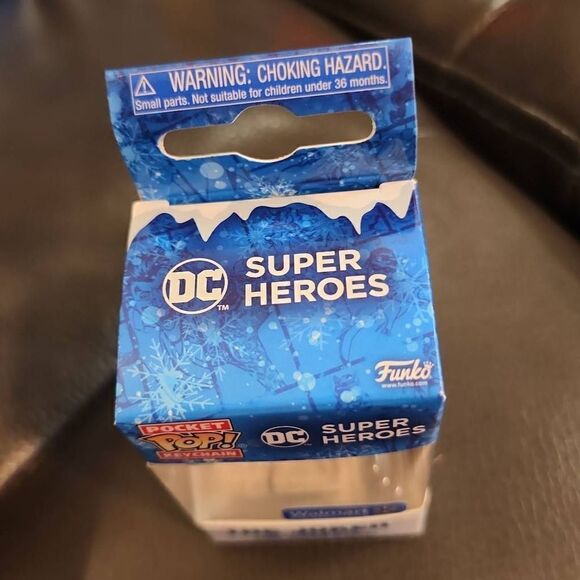 WARNING: CHOKING HAZARD.
Small parts. Not suitable for children under 36 months.
DC™
SUPER
HEROES
Funko
www.funko.com
POCKET
POP!
KEYCHAIN
DC
SUPER
HEROES
Walmart